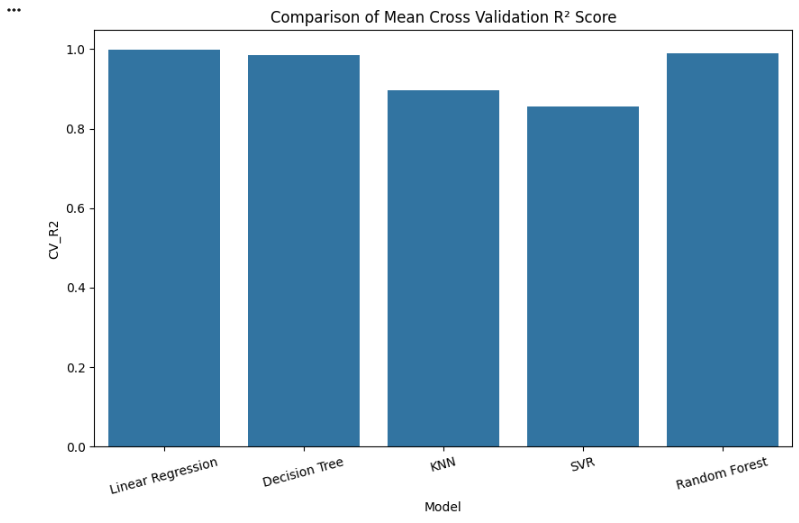 •••
Comparison of Mean Cross Validation R² Score
1.0
0.8
0.6
0.4
0.2
0.0
CV_R2
Linear Regression
Decision Tree
KNN
SVR
Random Forest
Model